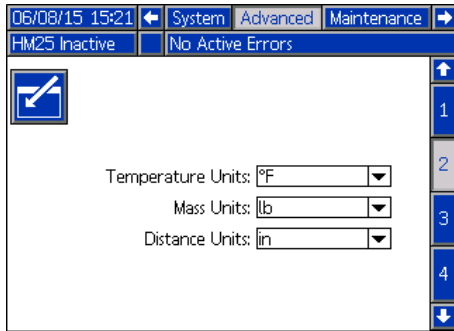 06/08/15 15:21 System Advanced Maintenance
HM25 Inactive No Active Errors
1
Temperature Units: °F
2
Mass Units: lb
3
Distance Units: in
4